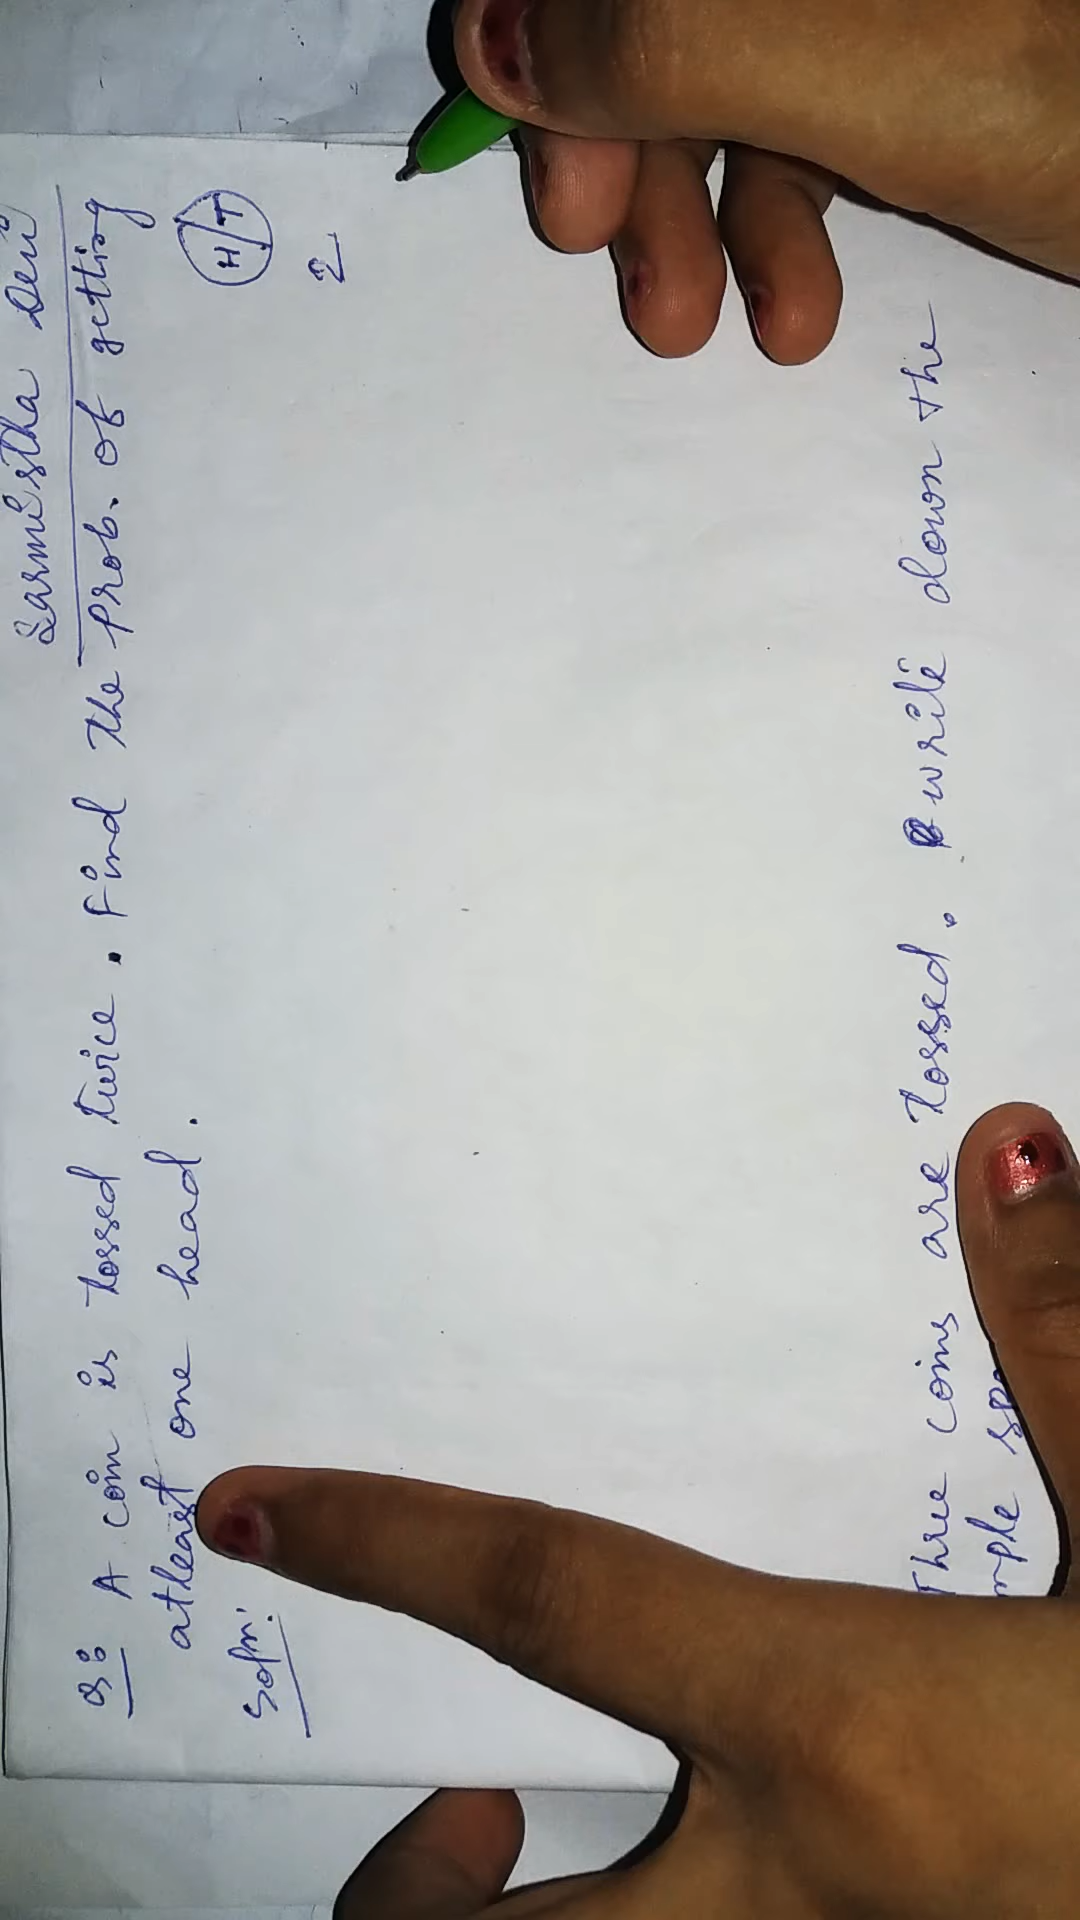 Sarmistha Devi
Q: A coin is tossed twice. Find the prob. of getting
atleast one head.
H T
Soln:
2
Three coins are tossed. write down the
mple